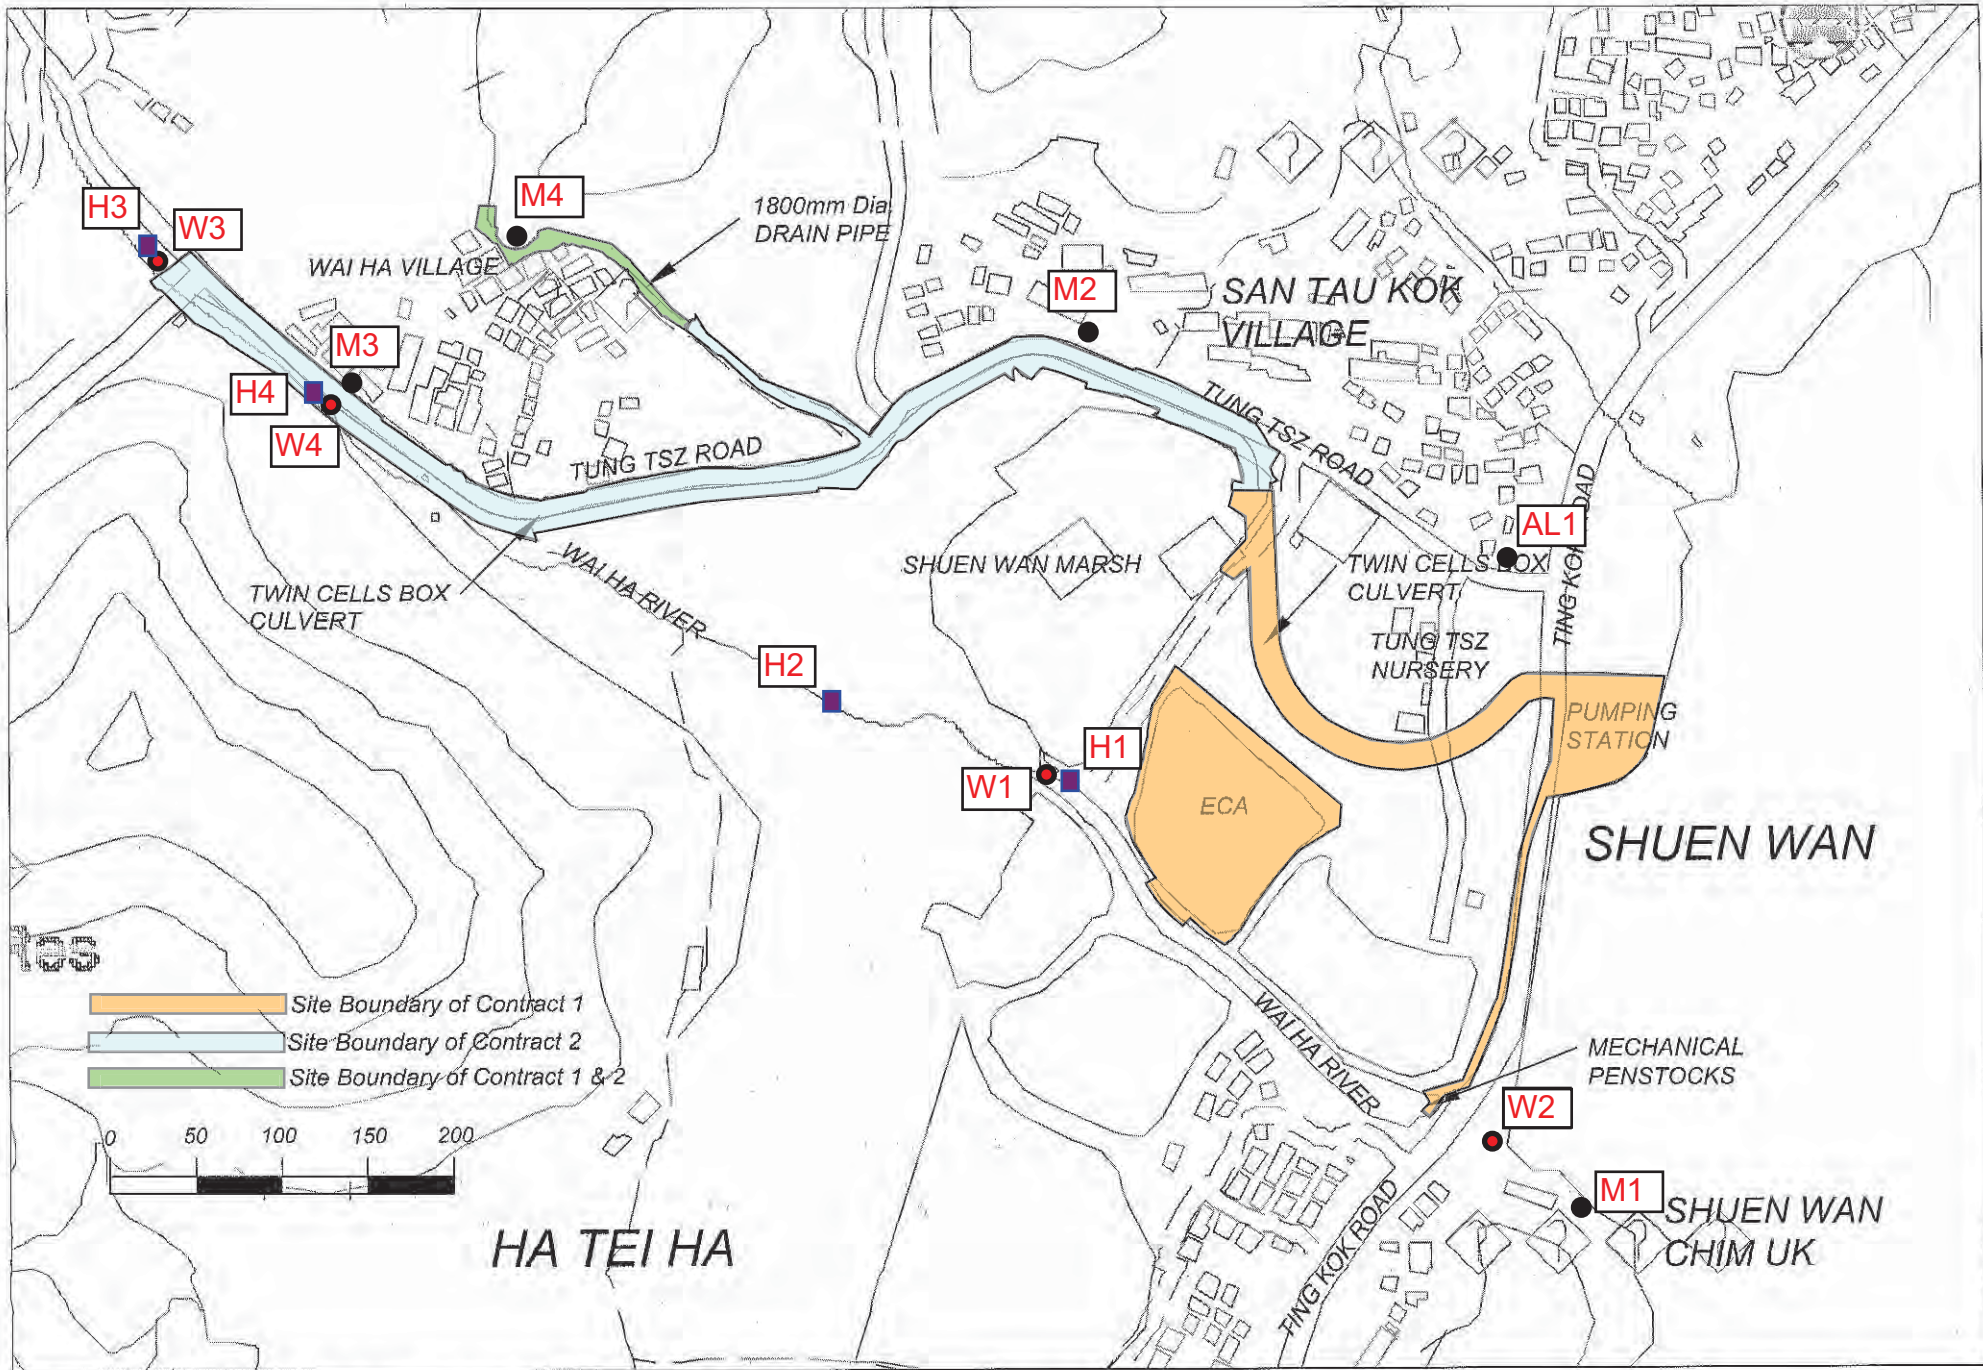 M4
H3
W3
1800mm Dia.
DRAIN PIPE
WAI HA VILLAGE
M2
SAN TAU KOK
VILLAGE
M3
H4
W4
TUNG TSZ ROAD
TUNG TSZ ROAD
TING KOK ROAD
AL1
SHUEN WAN MARSH
TWIN CELLS BOX
CULVERT
TWIN CELLS BOX
CULVERT
WAI HA RIVER
TUNG TSZ
NURSERY
H2
H1
W1
PUMPING
STATION
ECA
SHUEN WAN
Site Boundary of Contract 1
Site Boundary of Contract 2
Site Boundary of Contract 1 & 2
WAI HA RIVER
MECHANICAL
PENSTOCKS
W2
0 50 100 150 200
M1
SHUEN WAN
CHIM UK
HA TEI HA
TING KOK ROAD
? ? ?
? ? ? ?